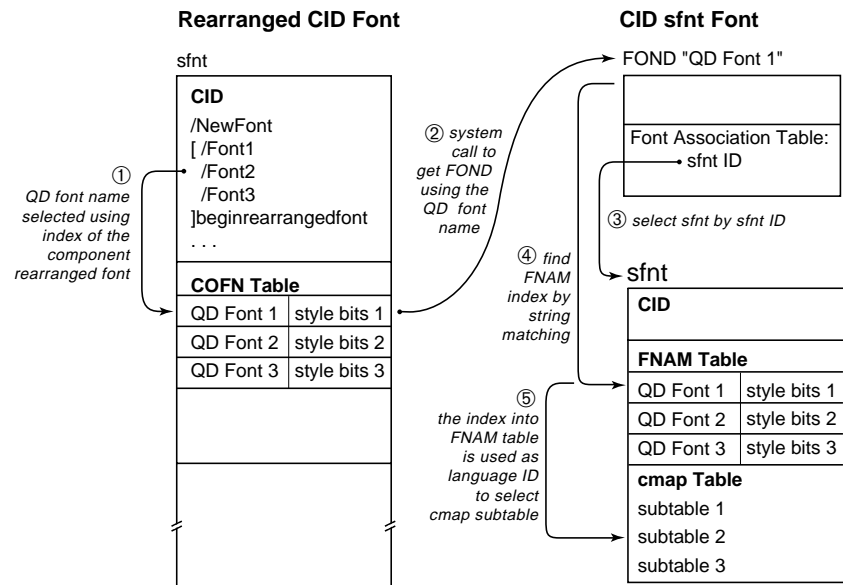 Rearranged CID Font
sfnt
CID
/NewFont
[ /Font1
/Font2
/Font3
]beginrearrangedfont
. . .
COFN Table
QD Font 1 style bits 1
QD Font 2 style bits 2
QD Font 3 style bits 3
①
QD font name
selected using
index of the
component
rearranged font
② system
call to
get FOND
using the
QD font
name
CID sfnt Font
FOND "QD Font 1"
Font Association Table:
sfnt ID
③ select sfnt by sfnt ID
④ find
FNAM
index by
string
matching
sfnt
CID
FNAM Table
QD Font 1 style bits 1
QD Font 2 style bits 2
QD Font 3 style bits 3
cmap Table
subtable 1
subtable 2
subtable 3
⑤
the index into
FNAM table
is used as
language ID
to select
cmap subtable